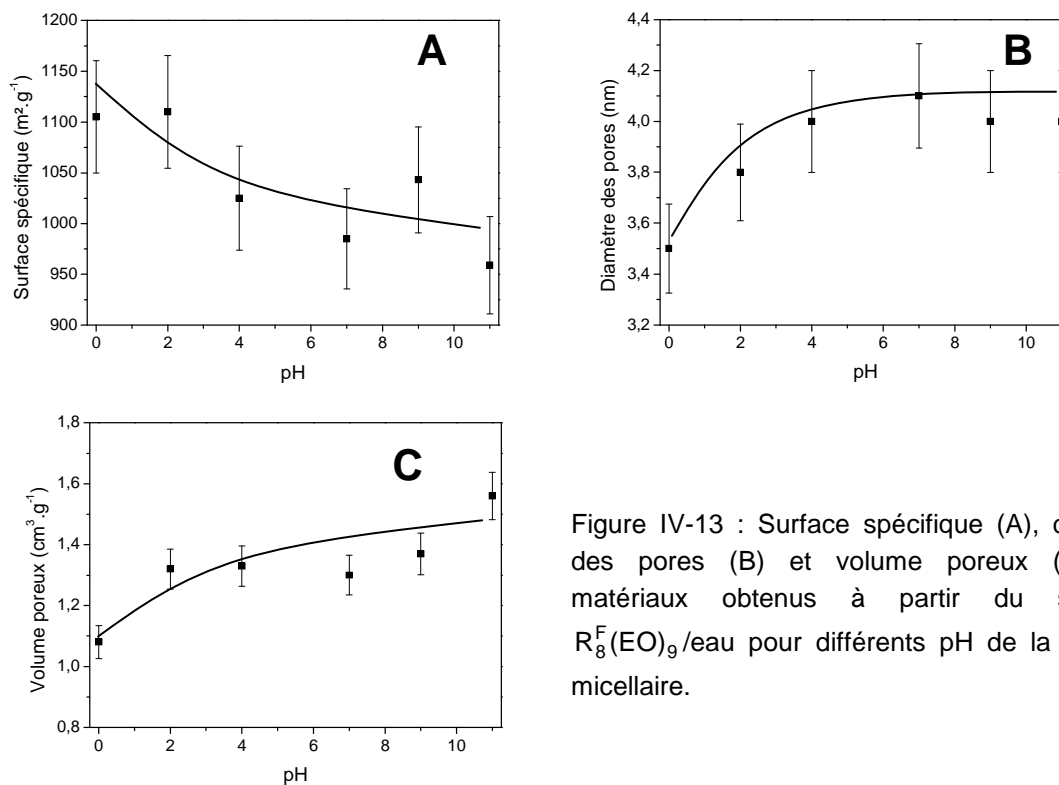 A
Surface spécifique (m².g⁻¹)
1200
1150
1100
1050
1000
950
900
0 2 4 6 8 10
pH
B
Diamètre des pores (nm)
4,4
4,2
4,0
3,8
3,6
3,4
3,2
0 2 4 6 8 10
pH
C
Volume poreux (cm³.g⁻¹)
1,8
1,6
1,4
1,2
1,0
0,8
0 2 4 6 8 10
pH
Figure IV-13 : Surface spécifique (A),
des pores (B) et volume poreux
matériaux obtenus à partir du
R₈ᶠ(EO)₉/eau pour différents pH de la
micellaire.